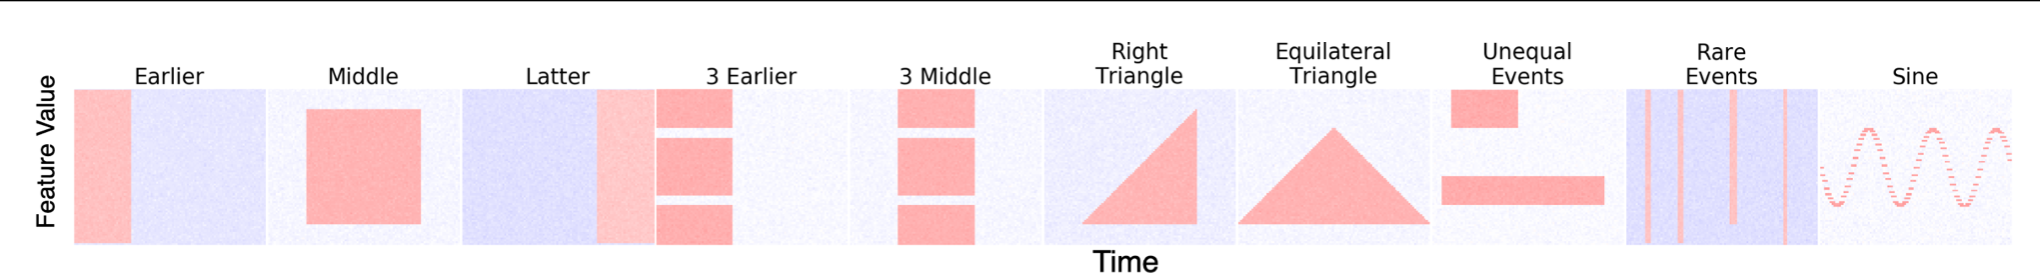 Feature Value
Earlier
Middle
Latter
3 Earlier
3 Middle
Right
Triangle
Equilateral
Triangle
Unequal
Events
Rare
Events
Sine
Time